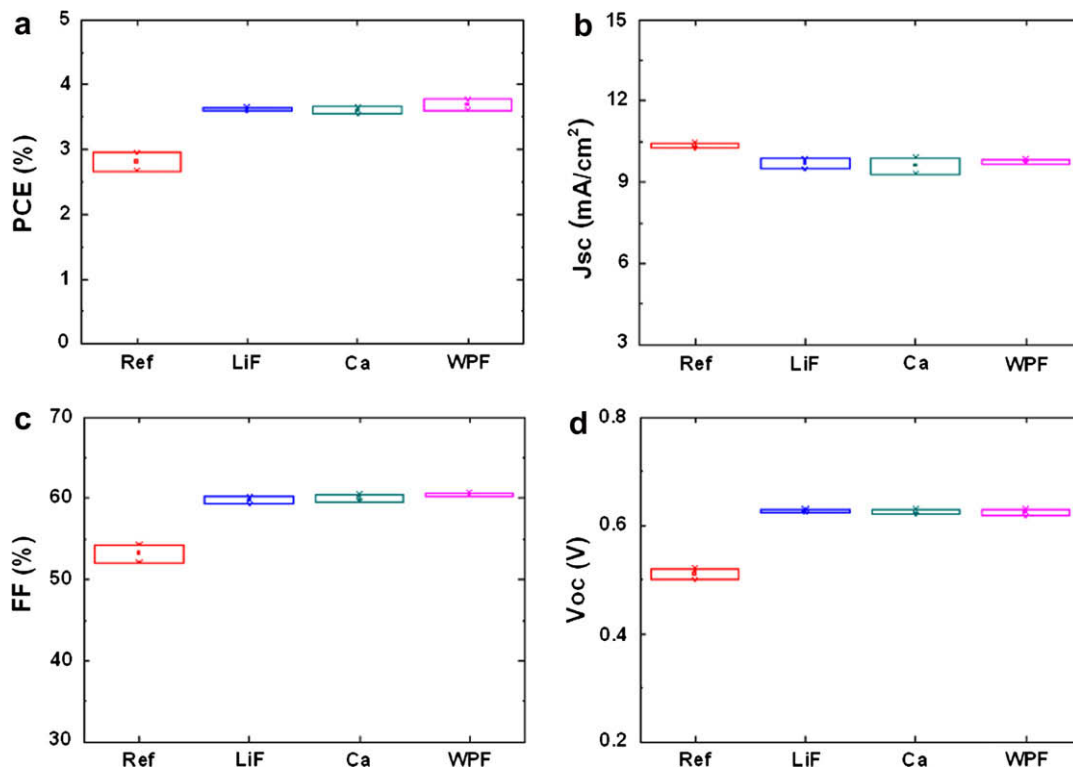 a
5
4
3
2
1
0
PCE (%)
Ref LiF Ca WPF
b
15
12
9
6
3
Jsc (mA/cm²)
Ref LiF Ca WPF
c
70
60
50
40
30
FF (%)
Ref LiF Ca WPF
d
0.8
0.6
0.4
0.2
Voc (V)
Ref LiF Ca WPF